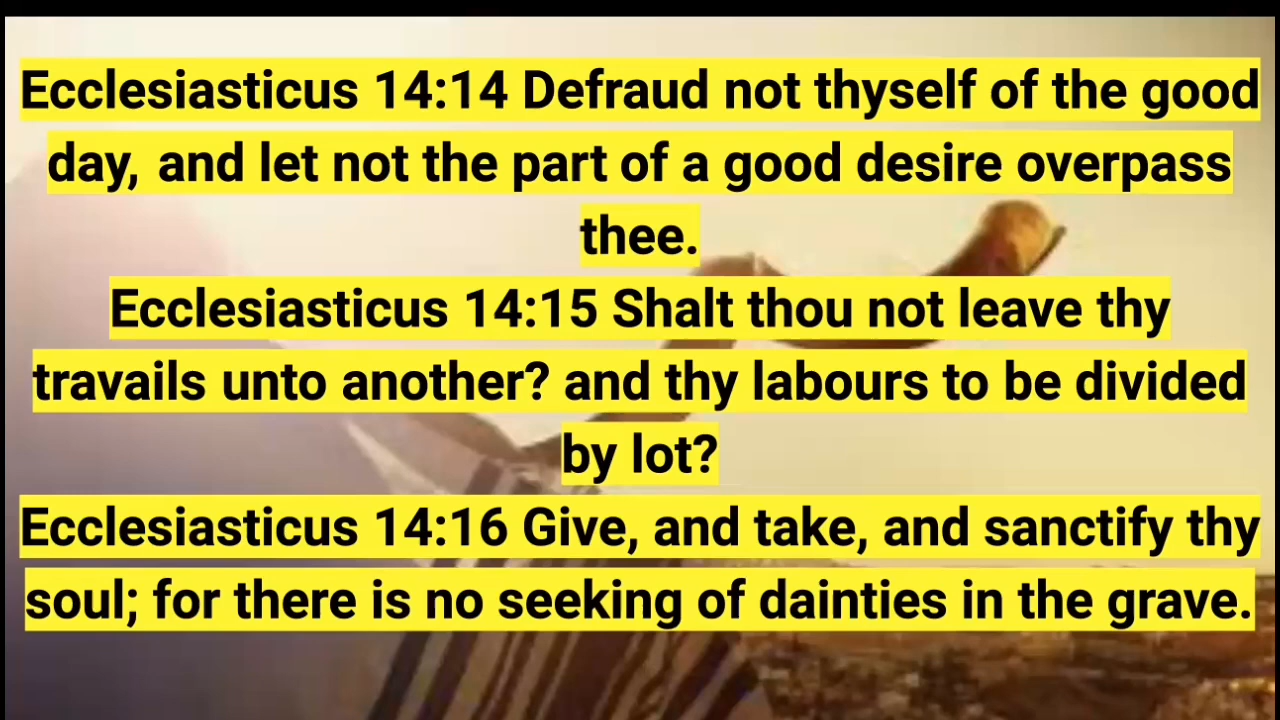 Ecclesiasticus 14:14 Defraud not thyself of the good
day, and let not the part of a good desire overpass
thee.
Ecclesiasticus 14:15 Shalt thou not leave thy
travails unto another? and thy labours to be divided
by lot?
Ecclesiasticus 14:16 Give, and take, and sanctify thy
soul; for there is no seeking of dainties in the grave.